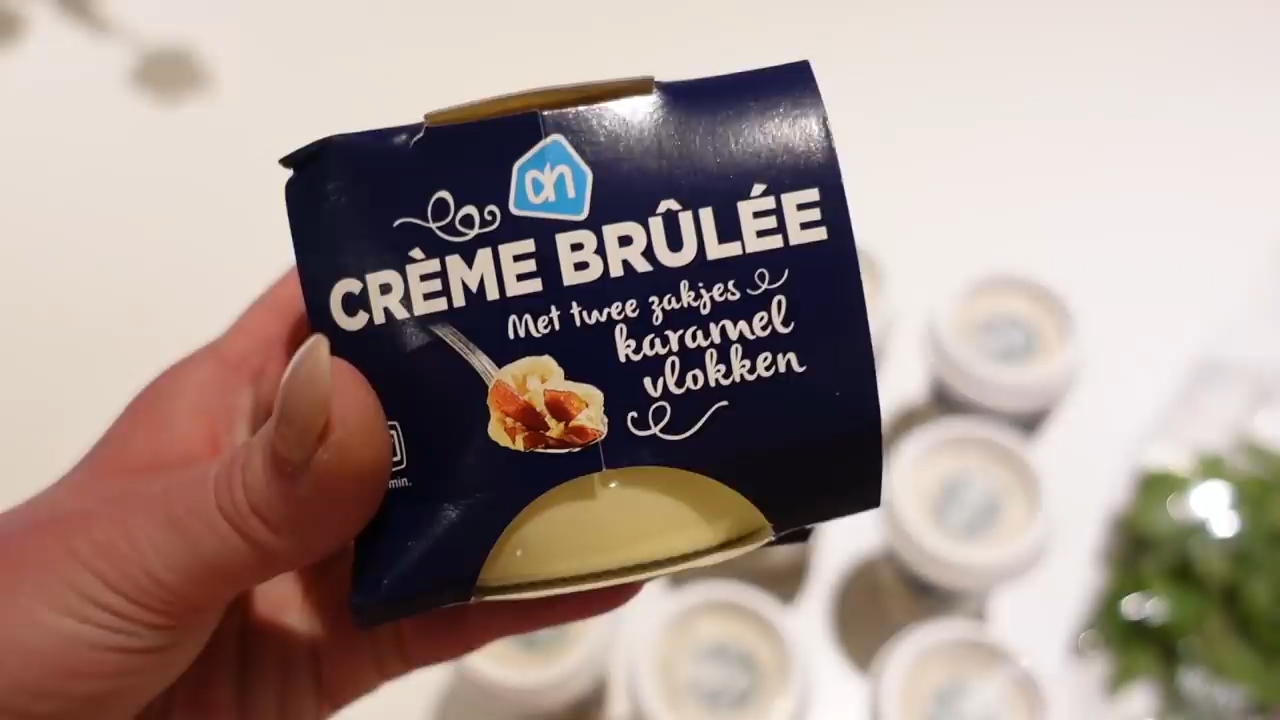 ah
CRÈME BRÛLÉE
Met twee zakjes
karamel
vlokken
min.